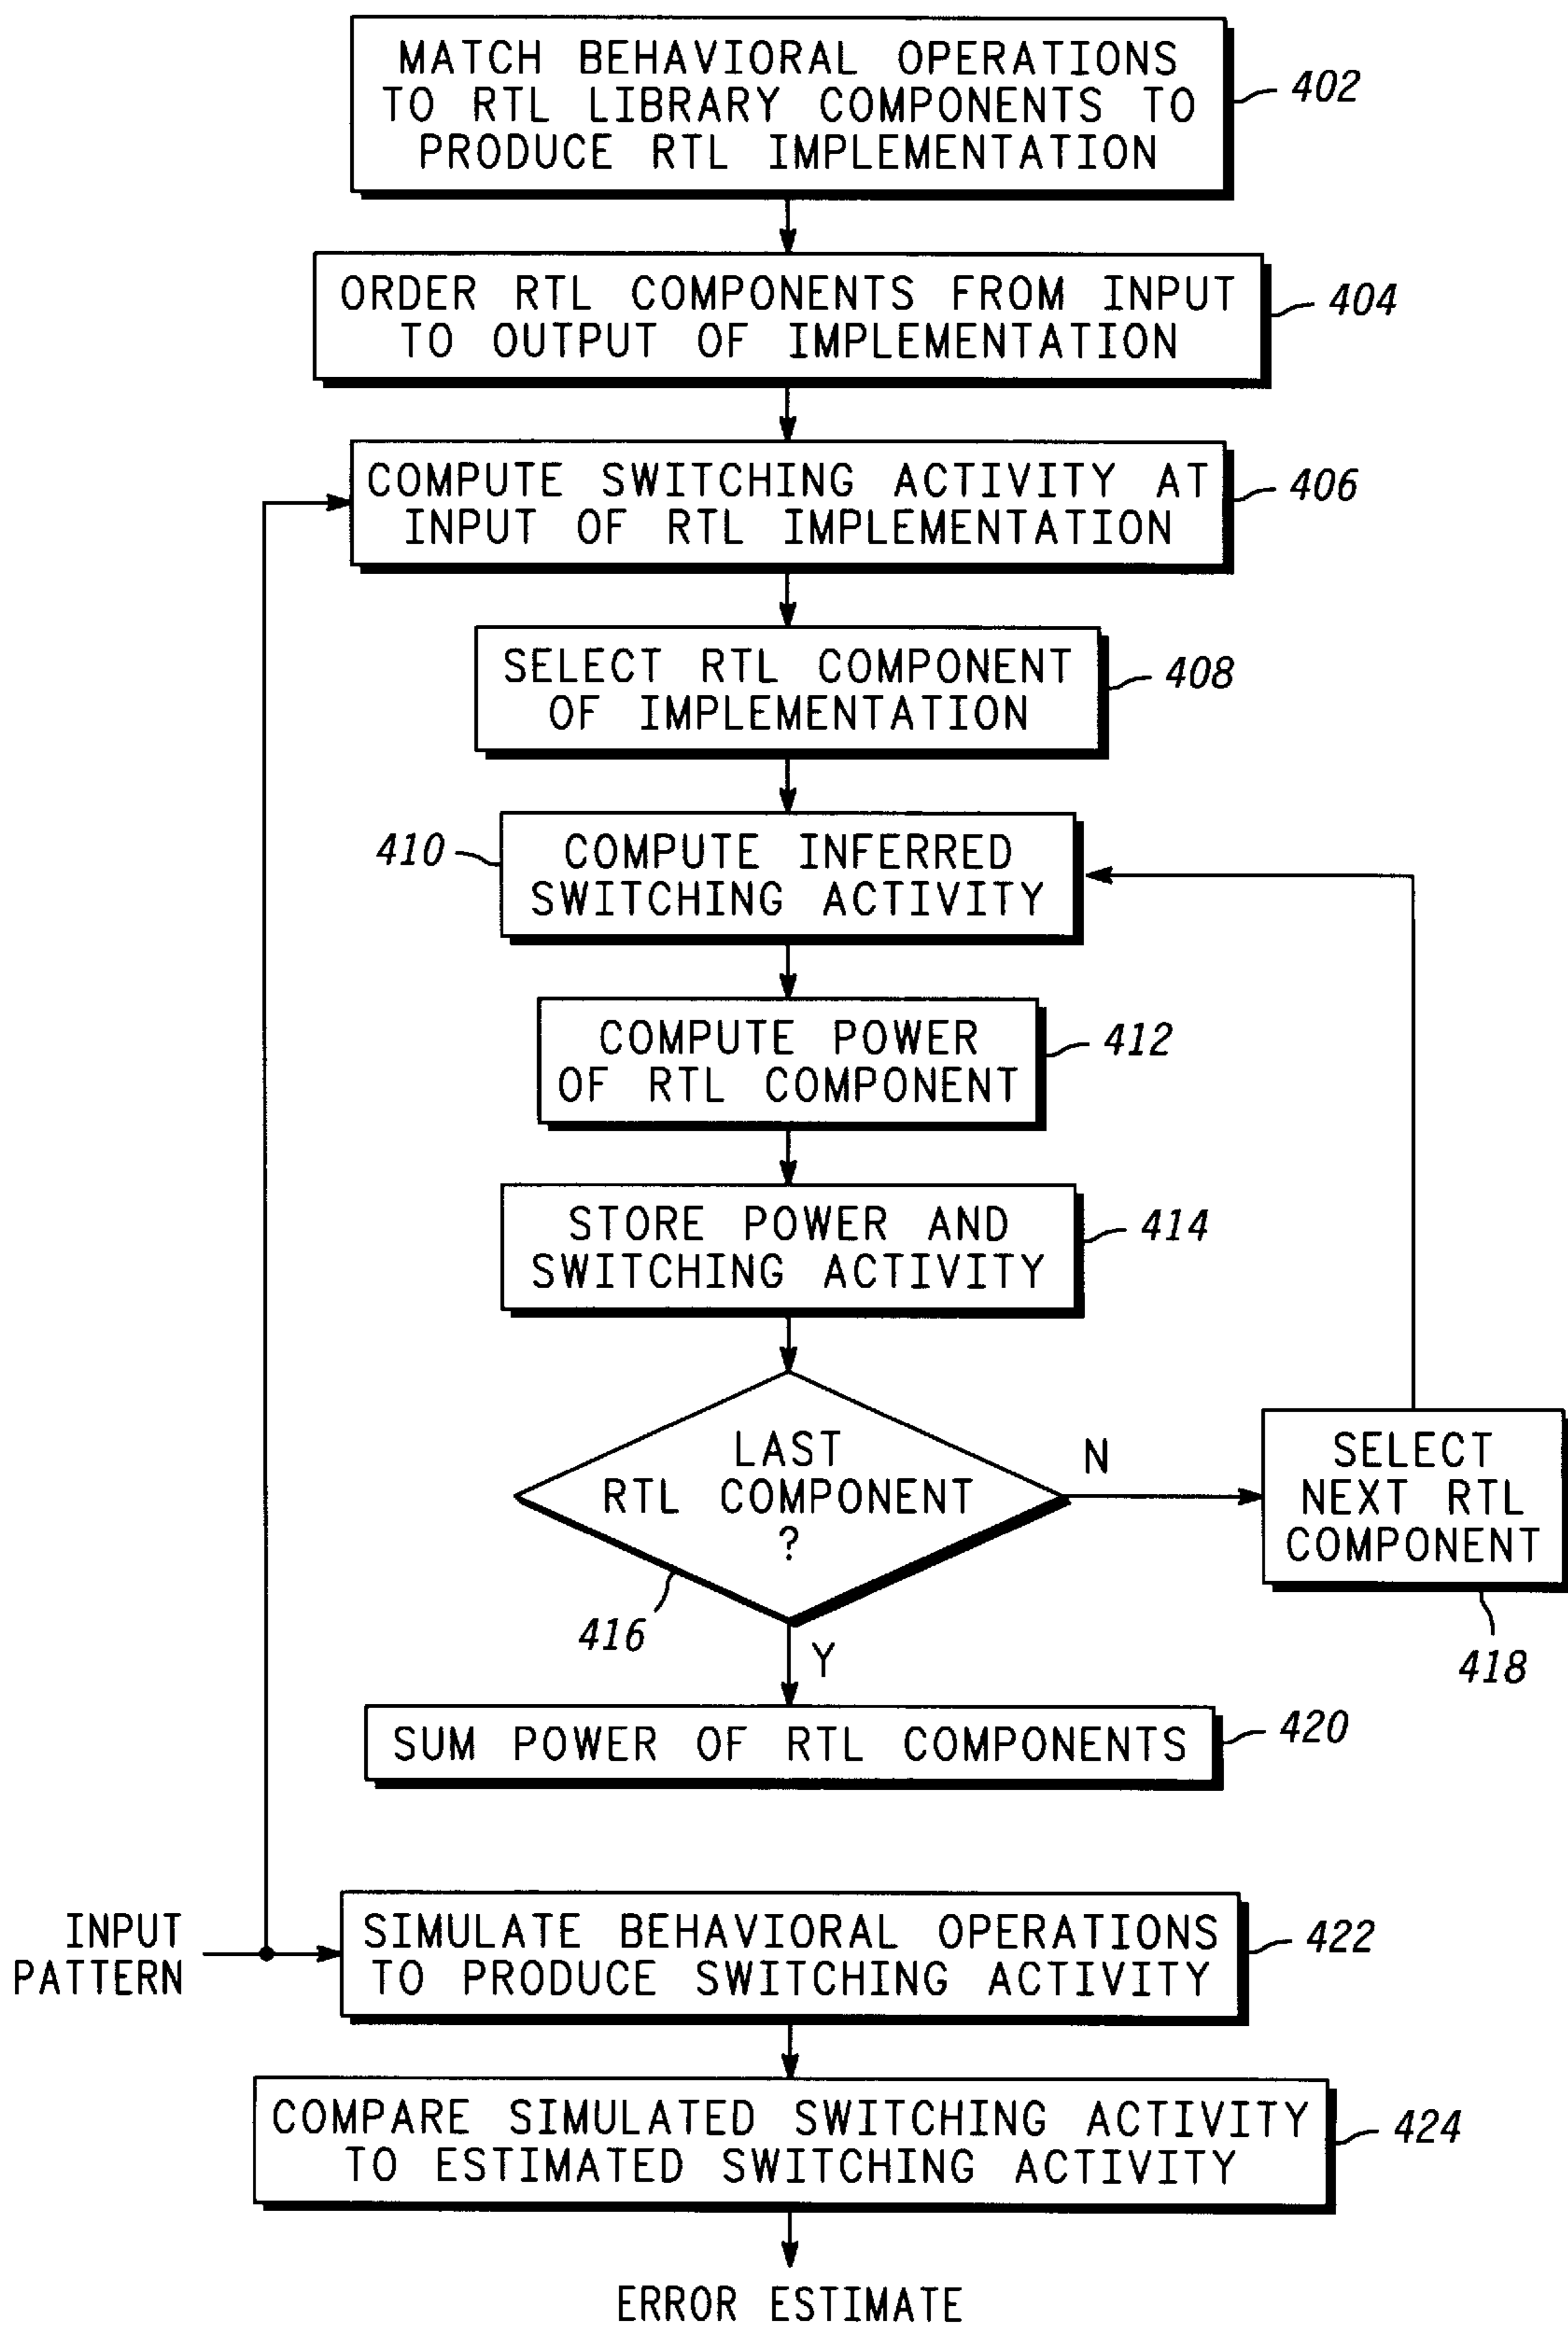 MATCH BEHAVIORAL OPERATIONS
TO RTL LIBRARY COMPONENTS TO
PRODUCE RTL IMPLEMENTATION
402
ORDER RTL COMPONENTS FROM INPUT
TO OUTPUT OF IMPLEMENTATION
404
COMPUTE SWITCHING ACTIVITY AT
INPUT OF RTL IMPLEMENTATION
406
SELECT RTL COMPONENT
OF IMPLEMENTATION
408
410
COMPUTE INFERRED
SWITCHING ACTIVITY
COMPUTE POWER
OF RTL COMPONENT
412
STORE POWER AND
SWITCHING ACTIVITY
414
LAST
RTL COMPONENT
?
416
N
SELECT
NEXT RTL
COMPONENT
418
Y
SUM POWER OF RTL COMPONENTS
420
INPUT
PATTERN
SIMULATE BEHAVIORAL OPERATIONS
TO PRODUCE SWITCHING ACTIVITY
422
COMPARE SIMULATED SWITCHING ACTIVITY
TO ESTIMATED SWITCHING ACTIVITY
424
ERROR ESTIMATE